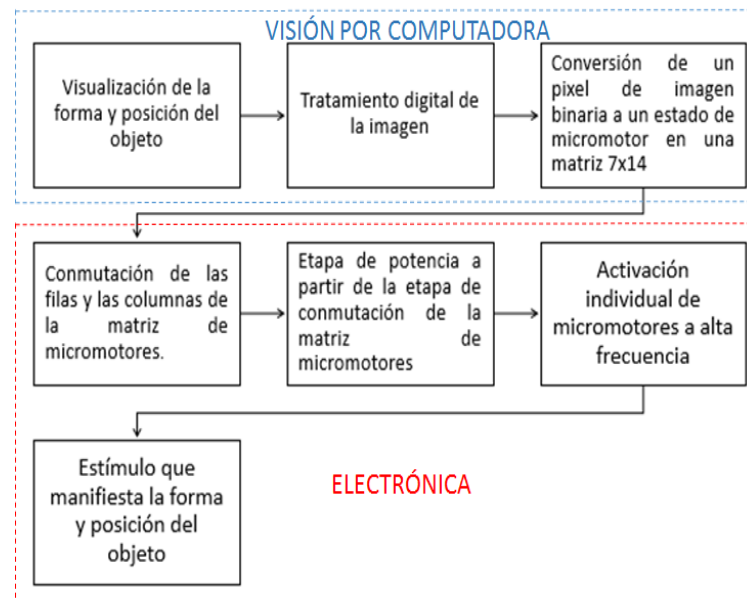 VISIÓN POR COMPUTADORA
Visualización de la
forma y posición del
objeto
Tratamiento digital de
la imagen
Conversión de un
pixel de imagen
binaria a un estado de
micromotor en una
matriz 7x14
Conmutación de las
filas y las columnas de
la matriz de
micromotores.
Etapa de potencia a
partir de la etapa de
conmutación de la
matriz de
micromotores
Activación
individual de
micromotores a alta
frecuencia
Estímulo que
manifiesta la forma
y posición del
objeto
ELECTRÓNICA